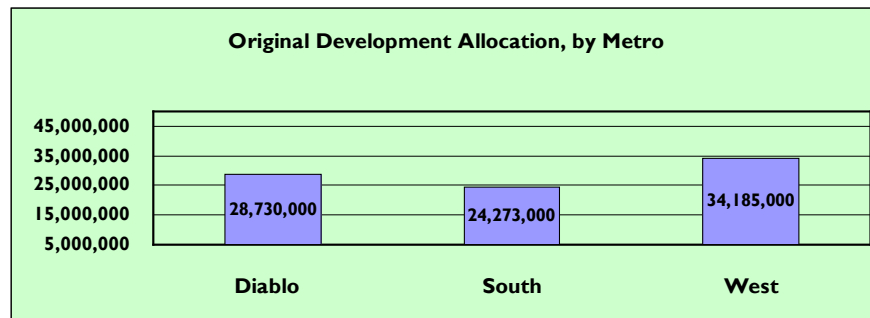 Original Development Allocation, by Metro
45,000,000
35,000,000
25,000,000
15,000,000
5,000,000
28,730,000
24,273,000
34,185,000
Diablo
South
West